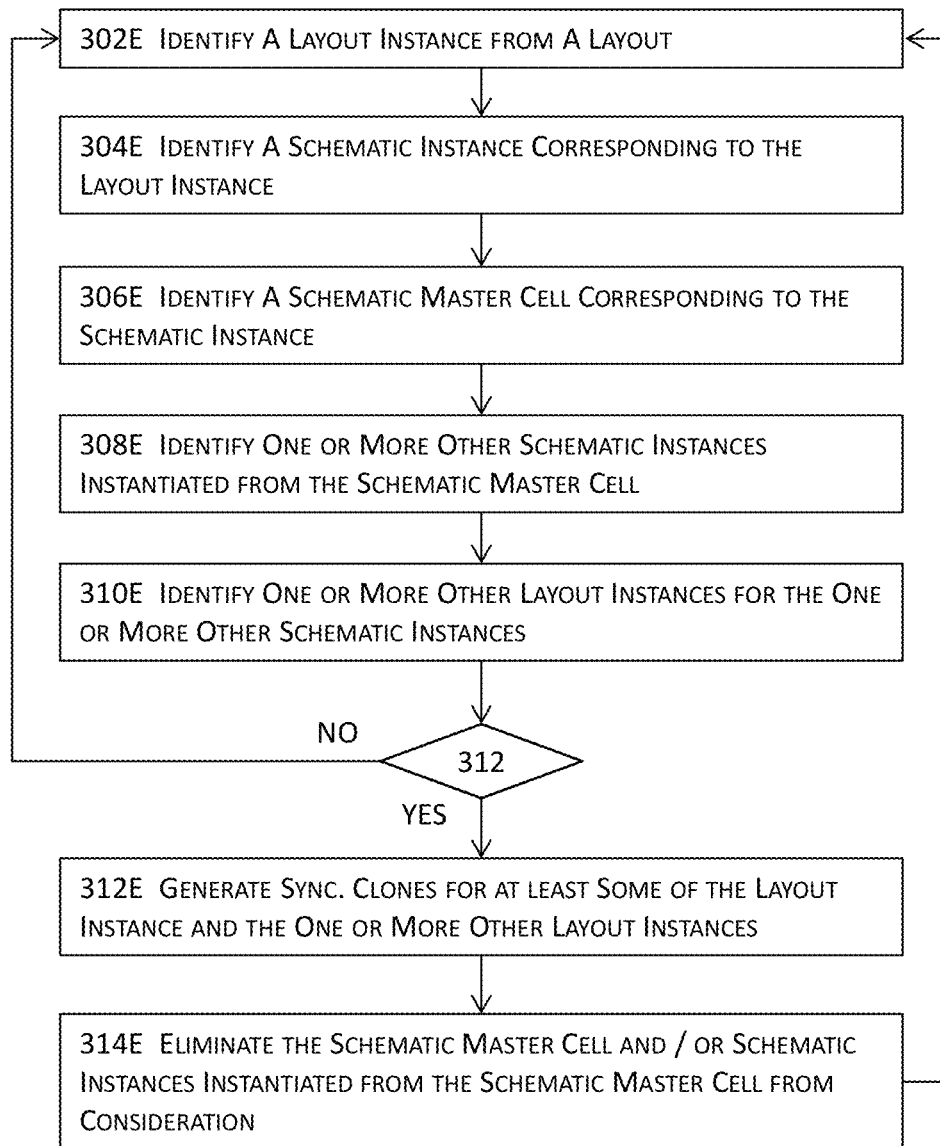 302E IDENTIFY A LAYOUT INSTANCE FROM A LAYOUT
304E IDENTIFY A SCHEMATIC INSTANCE CORRESPONDING TO THE
LAYOUT INSTANCE
306E IDENTIFY A SCHEMATIC MASTER CELL CORRESPONDING TO THE
SCHEMATIC INSTANCE
308E IDENTIFY ONE OR MORE OTHER SCHEMATIC INSTANCES
INSTANTIATED FROM THE SCHEMATIC MASTER CELL
310E IDENTIFY ONE OR MORE OTHER LAYOUT INSTANCES FOR THE ONE
OR MORE OTHER SCHEMATIC INSTANCES
NO
312
YES
312E GENERATE SYNC. CLONES FOR AT LEAST SOME OF THE LAYOUT
INSTANCE AND THE ONE OR MORE OTHER LAYOUT INSTANCES
314E ELIMINATE THE SCHEMATIC MASTER CELL AND / OR SCHEMATIC
INSTANCES INSTANTIATED FROM THE SCHEMATIC MASTER CELL FROM
CONSIDERATION